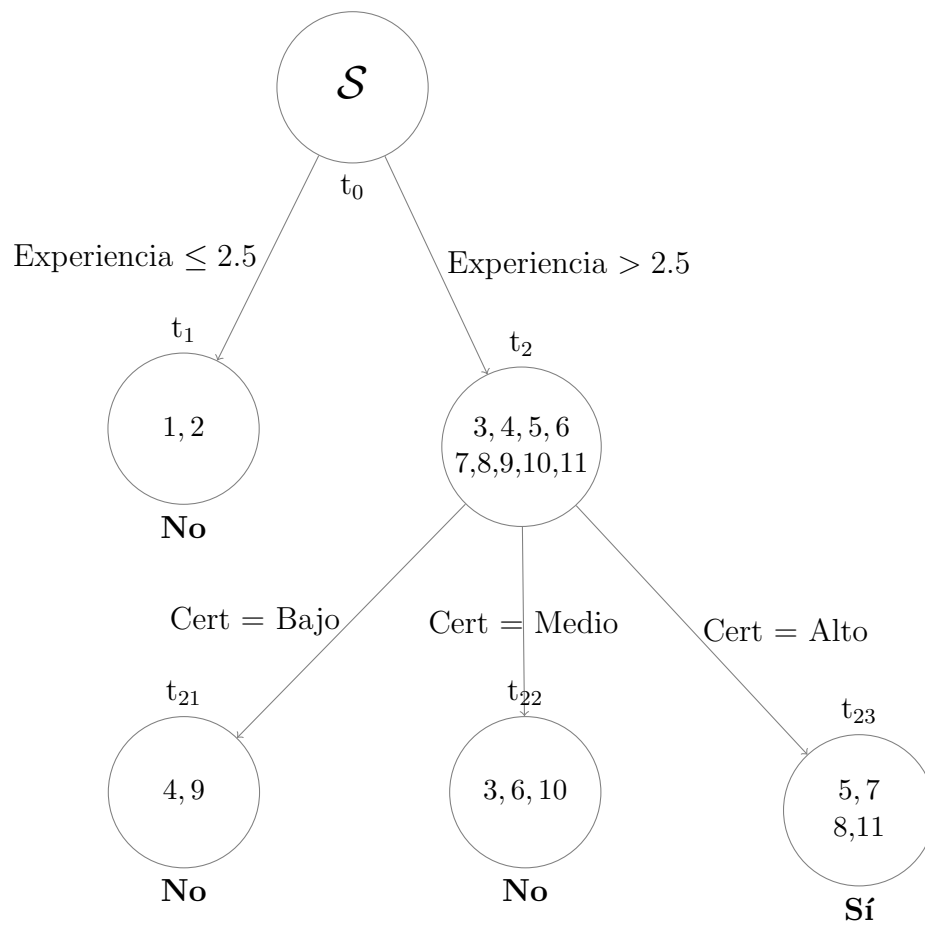 𝒮
t₀
Experiencia ≤ 2.5
Experiencia > 2.5
t₁
t₂
1, 2
3, 4, 5, 6
7,8,9,10,11
No
Cert = Bajo
Cert = Medio
Cert = Alto
t₂₁
t₂₂
t₂₃
4, 9
3, 6, 10
5, 7
8,11
No
No
Sí